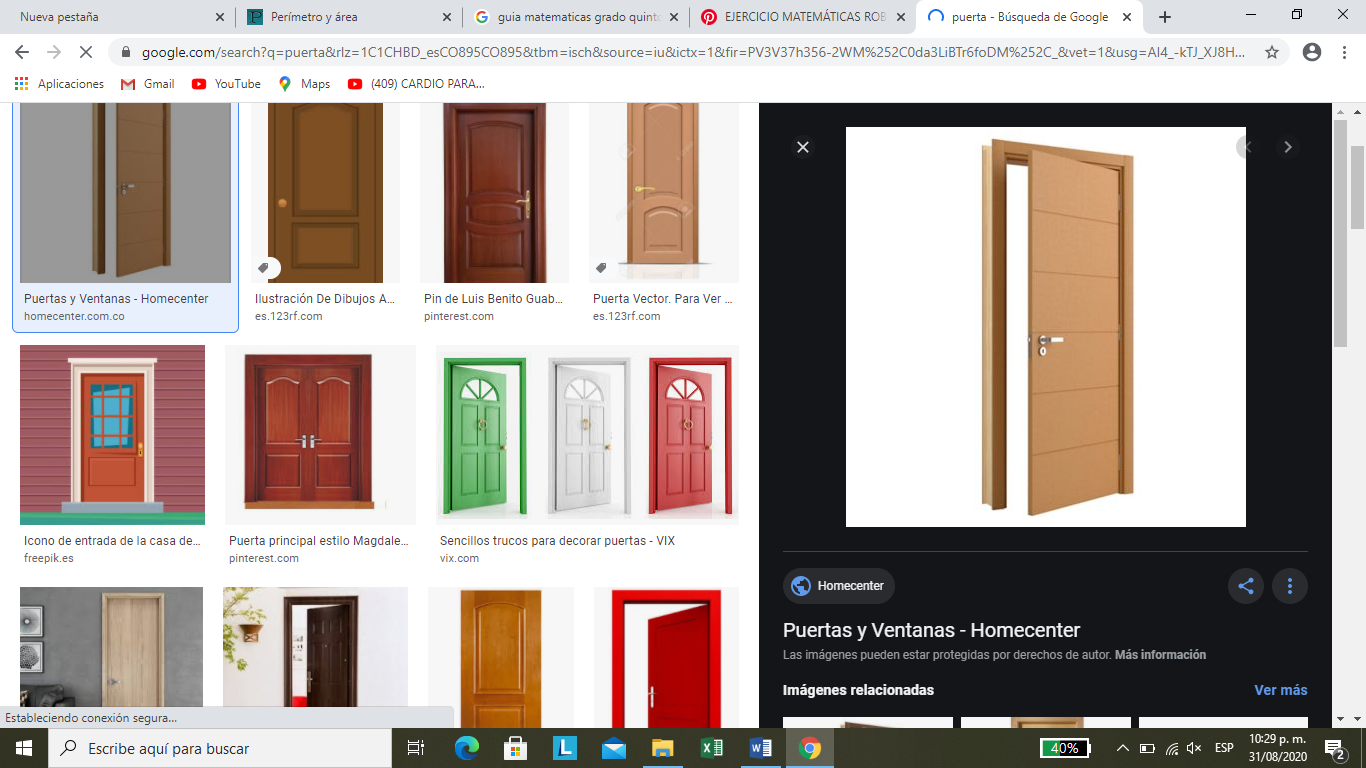 Nueva pestaña
Perímetro y área
guia matematicas grado quinto
EJERCICIO MATEMÁTICAS ROB
puerta - Búsqueda de Google
google.com/search?q=puerta&rlz=1C1CHBD_esCO895CO895&tbm=isch&source=iu&ictx=1&fir=PV3V37h356-2WM%252C0da3LiBTr6foDM%252C_&vet=1&usg=AI4_-kTJ_XJ8H...
Aplicaciones
Gmail
YouTube
Maps
(409) CARDIO PARA...
Puertas y Ventanas - Homecenter
homecenter.com.co
Ilustración De Dibujos A...
es.123rf.com
Pin de Luis Benito Guab...
pinterest.com
Puerta Vector. Para Ver ...
es.123rf.com
Icono de entrada de la casa de...
freepik.es
Puerta principal estilo Magdale...
pinterest.com
Sencillos trucos para decorar puertas - VIX
vix.com
Homecenter
Puertas y Ventanas - Homecenter
Las imágenes pueden estar protegidas por derechos de autor. Más información
Imágenes relacionadas
Ver más
Estableciendo conexión segura...
Escribe aquí para buscar
L
40%
ESP
10:29 p. m.
31/08/2020
2